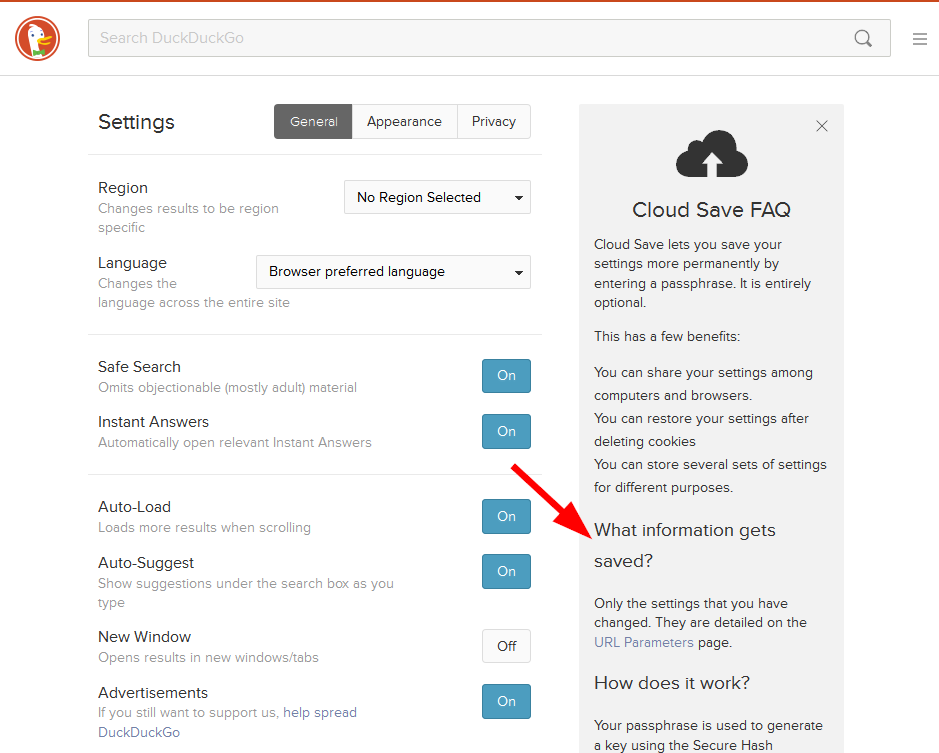 Search DuckDuckGo
Settings
General
Appearance
Privacy
Region
Changes results to be region
specific
No Region Selected
Language
Changes the
language across the entire site
Browser preferred language
Safe Search
Omits objectionable (mostly adult) material
On
Instant Answers
Automatically open relevant Instant Answers
On
Auto-Load
Loads more results when scrolling
On
Auto-Suggest
Show suggestions under the search box as you
type
On
New Window
Opens results in new windows/tabs
Off
Advertisements
If you still want to support us, help spread
DuckDuckGo
On
Cloud Save FAQ
Cloud Save lets you save your
settings more permanently by
entering a passphrase. It is entirely
optional.
This has a few benefits:
You can share your settings among
computers and browsers.
You can restore your settings after
deleting cookies
You can store several sets of settings
for different purposes.
What information gets
saved?
Only the settings that you have
changed. They are detailed on the
URL Parameters page.
How does it work?
Your passphrase is used to generate
a key using the Secure Hash